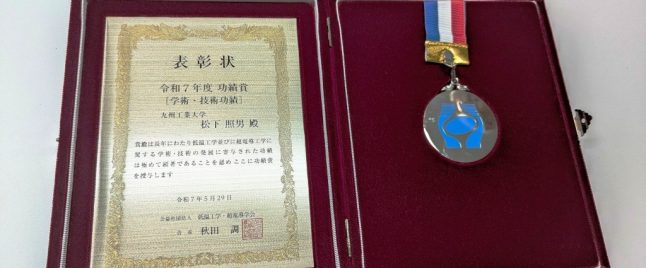 表彰状
令和7年度 功績賞
[学術・技術功績]
九州工業大学
松下 照男 殿
貴殿は長年にわたり低温工学並びに超電導工学に
関する学術・技術の発展に寄与された功績
は極めて顕著であることを認めここに功績賞
を授与します
令和7年5月29日
公益社団法人 低温工学・超電導学会
会長 秋田 調